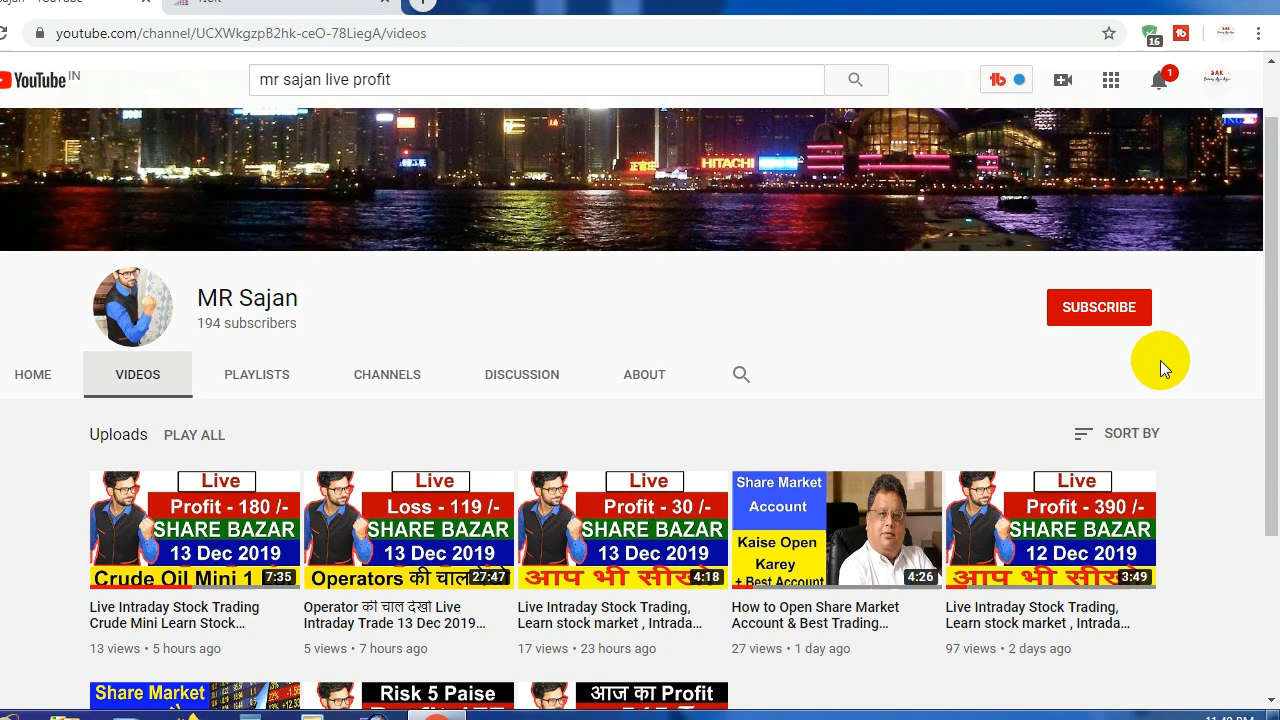 youtube.com/channel/UCXWkgzpB2hk-ceO-78LiegA/videos
16
YouTube IN
mr sajan live profit
1
HITACHI
MR Sajan
194 subscribers
SUBSCRIBE
HOME
VIDEOS
PLAYLISTS
CHANNELS
DISCUSSION
ABOUT
Uploads
PLAY ALL
SORT BY
Live
Profit - 180 /-
SHARE BAZAR
13 Dec 2019
Crude Oil Mini 1
7:35
Live Intraday Stock Trading
Crude Mini Learn Stock…
13 views • 5 hours ago
Live
Loss - 119 /-
SHARE BAZAR
13 Dec 2019
Operators की चाल
27:47
Operator की चाल देखो Live
Intraday Trade 13 Dec 2019…
5 views • 7 hours ago
Live
Profit - 30 /-
SHARE BAZAR
13 Dec 2019
आप भी
4:18
Live Intraday Stock Trading,
Learn stock market , Intrada…
17 views • 23 hours ago
Share Market
Account
Kaise Open
Karey
+ Best Account
4:26
How to Open Share Market
Account & Best Trading…
27 views • 1 day ago
Live
Profit - 390 /-
SHARE BAZAR
12 Dec 2019
आप भी
3:49
Live Intraday Stock Trading,
Learn stock market , Intrada…
97 views • 2 days ago
Share Market
Risk 5 Paise
आज का Profit